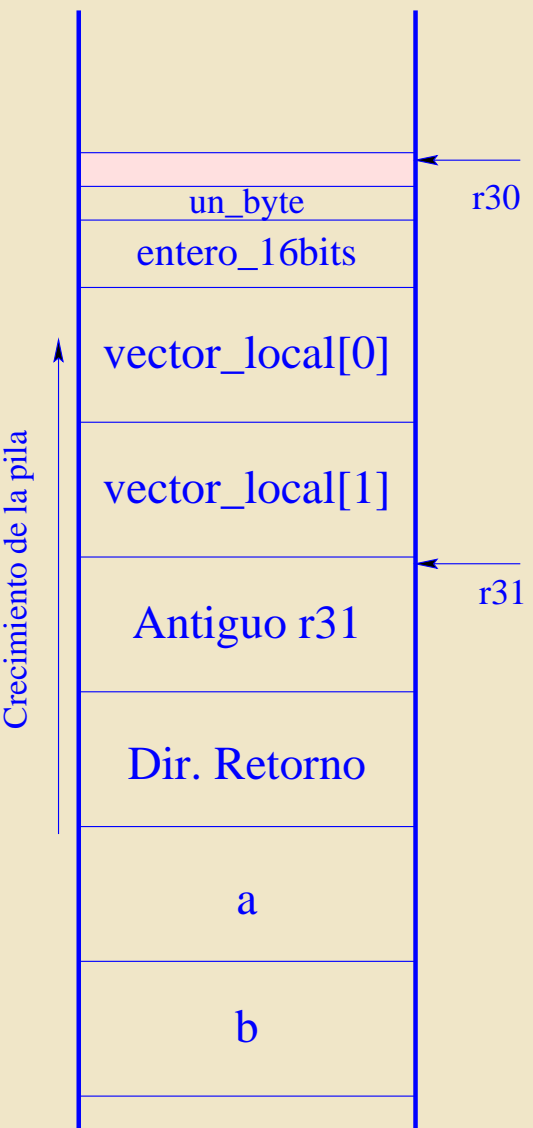 un_byte
r30
entero_16bits
vector_local[0]
Crecimiento de la pila
vector_local[1]
r31
Antiguo r31
Dir. Retorno
a
b